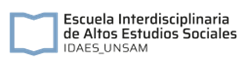 Escuela Interdisciplinaria
de Altos Estudios Sociales
IDAES_UNSAM